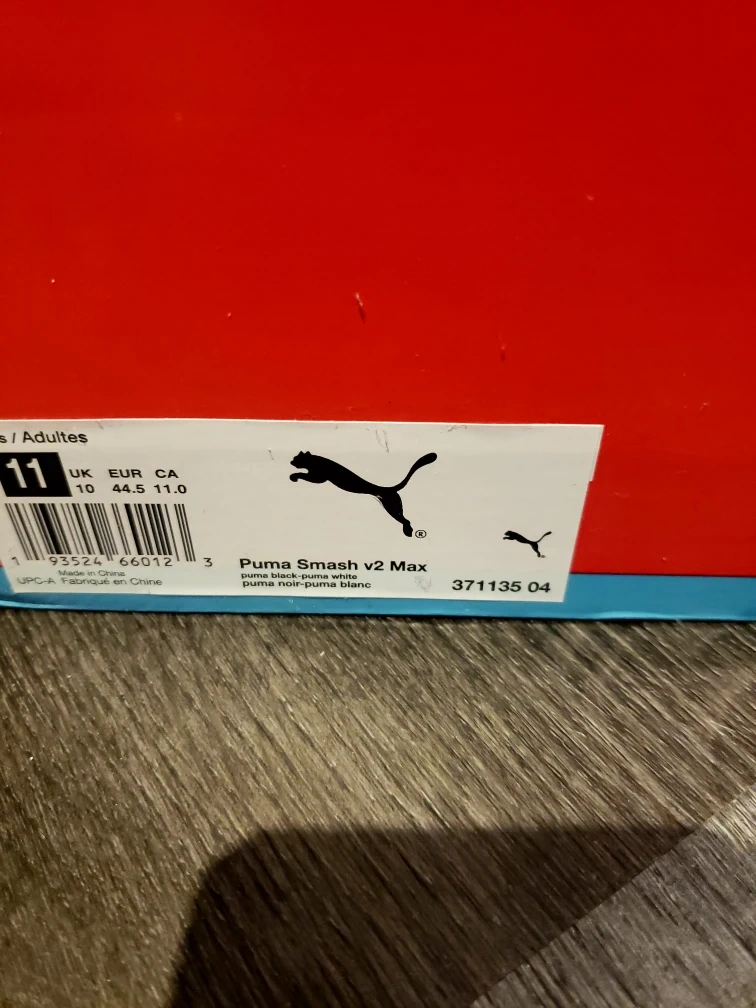 s / Adultes
11 UK EUR CA
10 44.5 11.0
1 93524 66012 3
Made in China
UPC-A Fabriqué en Chine
®
Puma Smash v2 Max
puma black-puma white
puma noir-puma blanc
371135 04